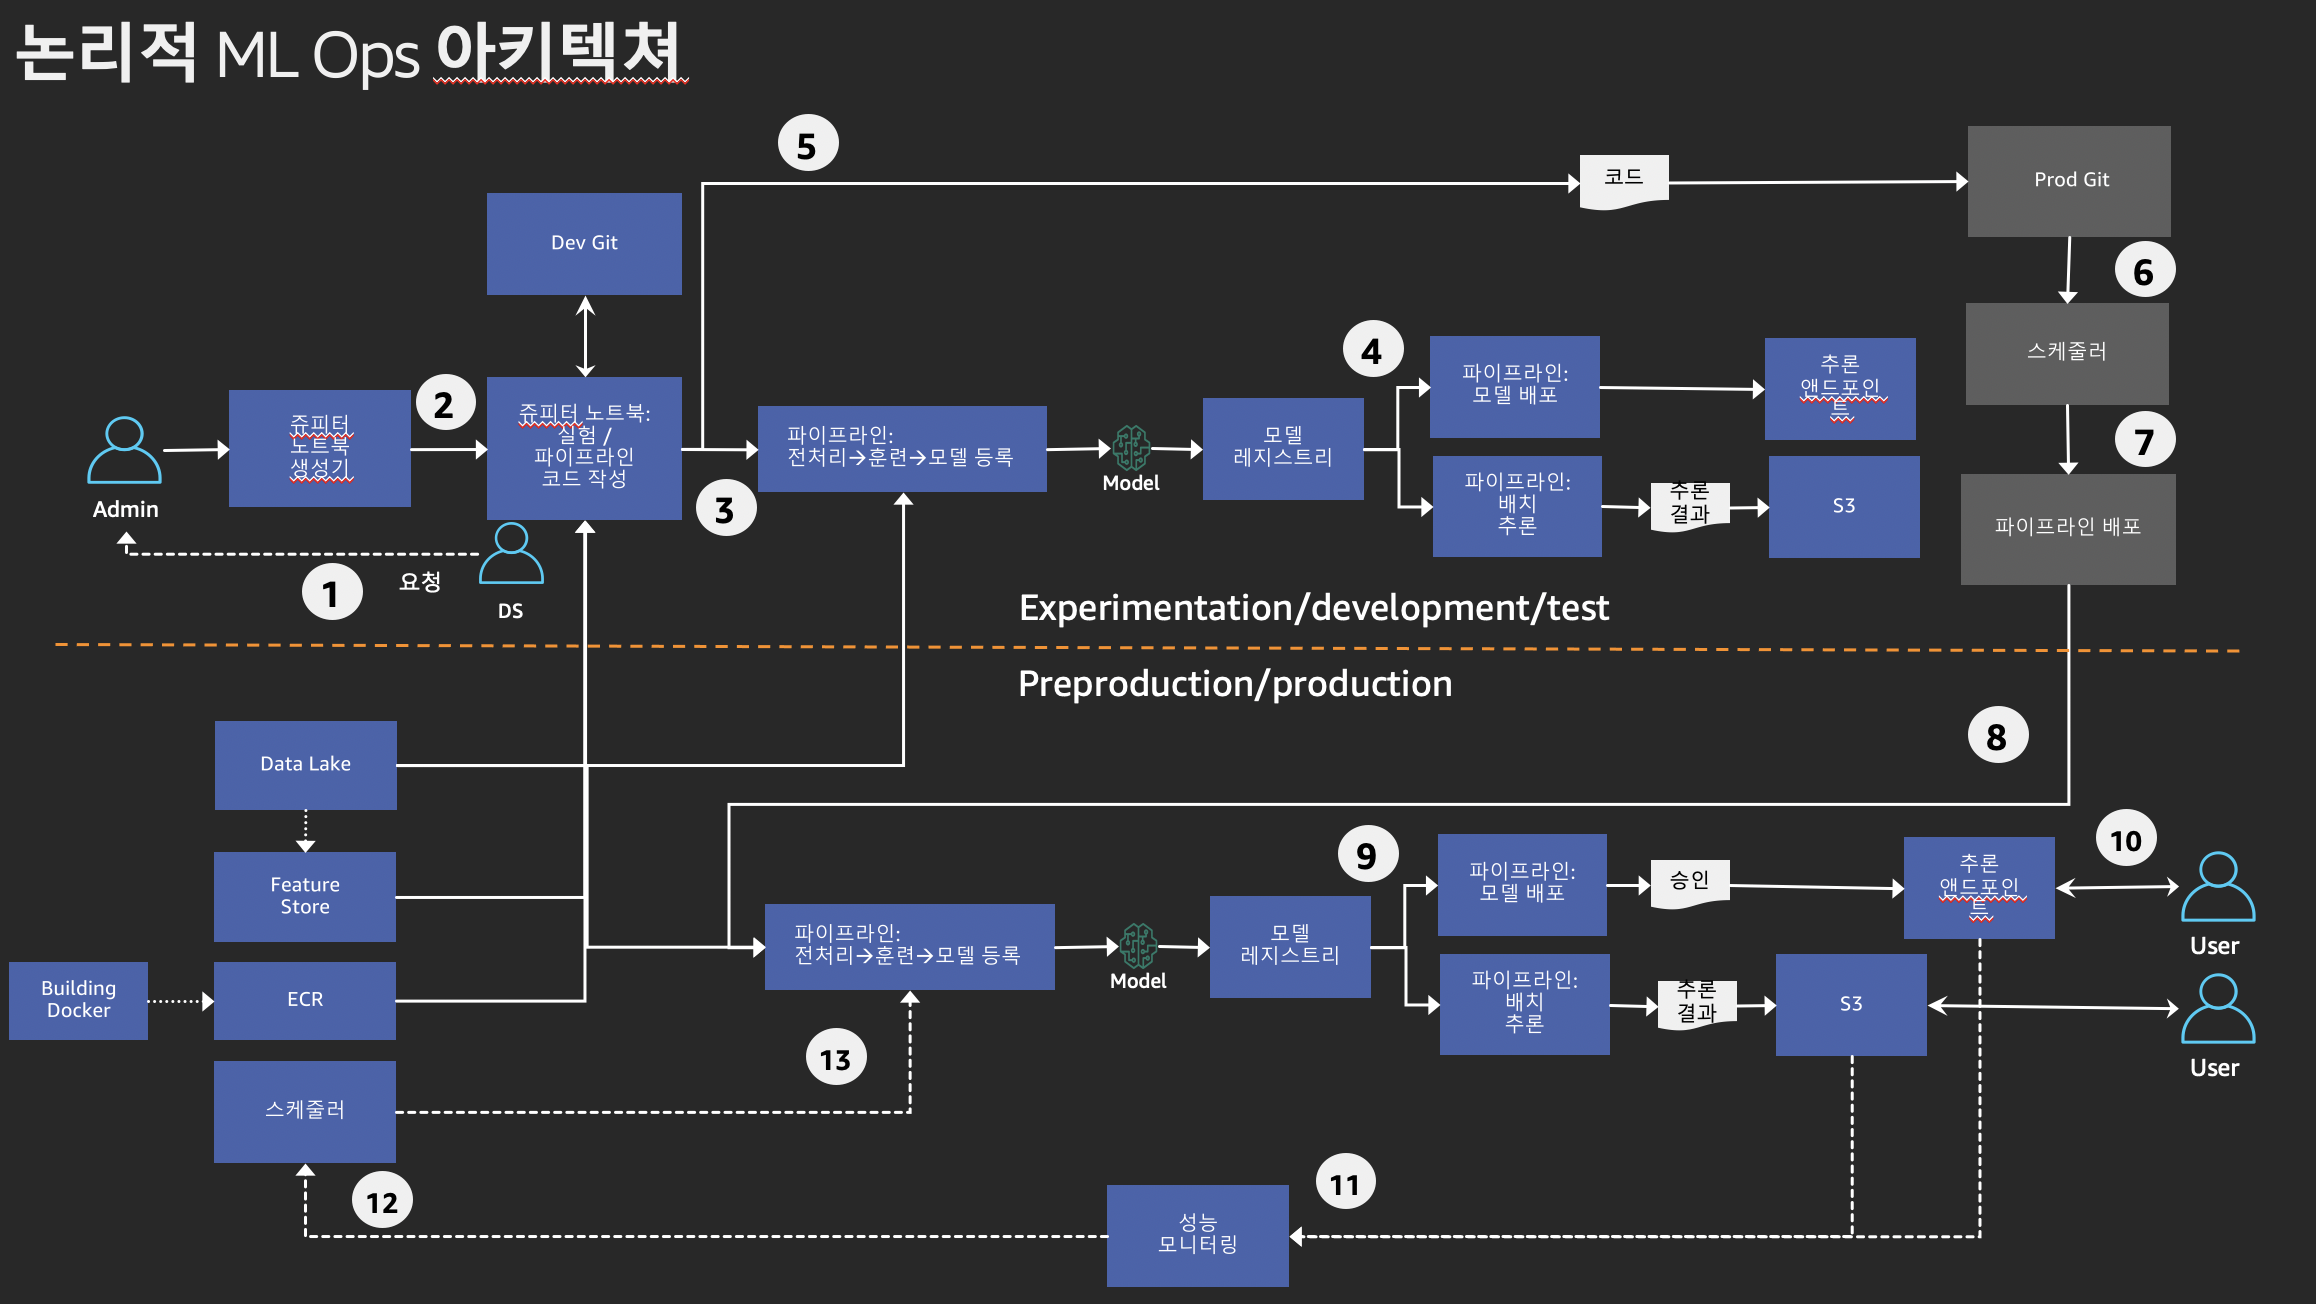 논리적 ML Ops 아키텍쳐
5
코드
Prod Git
Dev Git
6
스케줄러
4
파이프라인:
모델 배포
추론
앤드포인
트
2
쥬피터
노트북
생성기
쥬피터 노트북:
실험 /
파이프라인
코드 작성
파이프라인:
전처리→훈련→모델 등록
Model
모델
레지스트리
7
Admin
3
파이프라인:
배치
추론
추론
결과
S3
파이프라인 배포
1
요청
DS
Experimentation/development/test
Preproduction/production
8
Data Lake
Feature
Store
9
파이프라인:
모델 배포
승인
추론
앤드포인
트
10
User
파이프라인:
전처리→훈련→모델 등록
Model
모델
레지스트리
Building
Docker
ECR
파이프라인:
배치
추론
추론
결과
S3
User
13
스케줄러
12
11
성능
모니터링